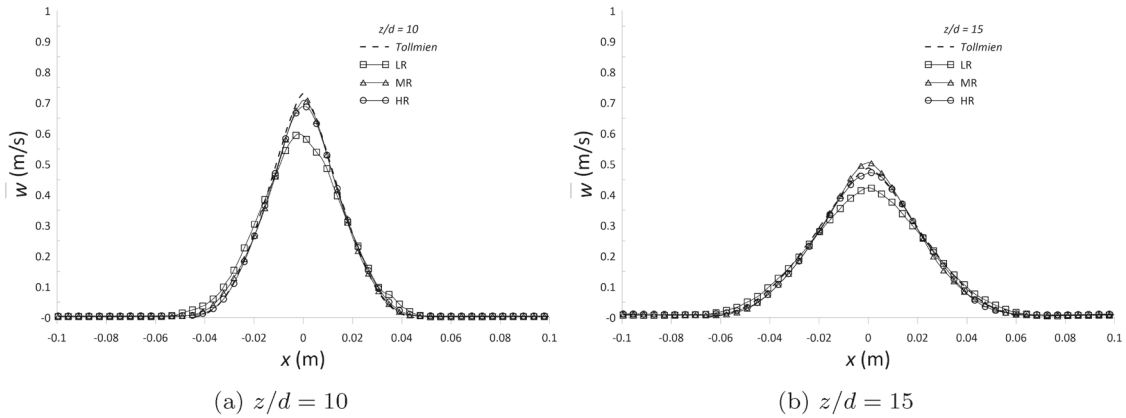 z/d = 10
Tollmien
LR
MR
HR
1
0.9
0.8
0.7
0.6
0.5
0.4
0.3
0.2
0.1
-0
w̅ (m/s)
-0.1 -0.08 -0.06 -0.04 -0.02 0 0.02 0.04 0.06 0.08 0.1
x (m)
(a) z/d = 10
z/d = 15
Tollmien
LR
MR
HR
1
0.9
0.8
0.7
0.6
0.5
0.4
0.3
0.2
0.1
-0
w̅ (m/s)
-0.1 -0.08 -0.06 -0.04 -0.02 0 0.02 0.04 0.06 0.08 0.1
x (m)
(b) z/d = 15